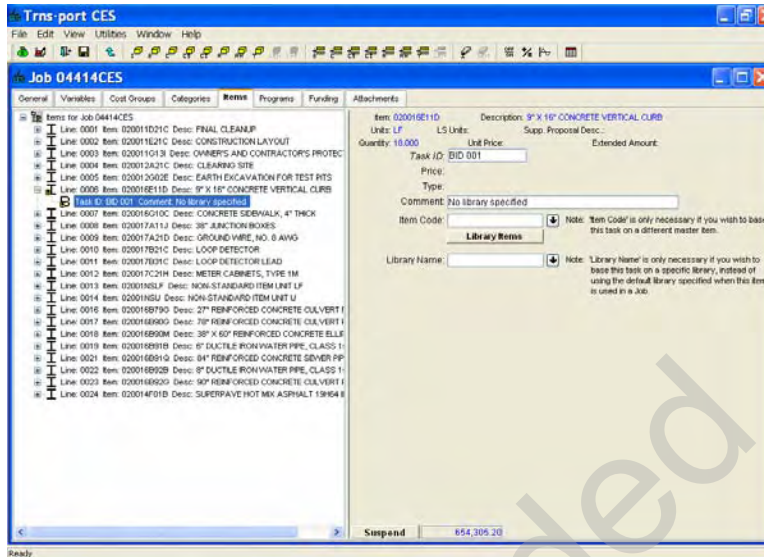 Trns·port CES
File Edit View Utilities Window Help
Job 04414CES
General Variables Cost Groups Categories Items Programs Funding Attachments
Items for Job 04414CES
Line: 0001 Item: 020011D21C Desc: FINAL CLEANUP
Line: 0002 Item: 020011E21C Desc: CONSTRUCTION LAYOUT
Line: 0003 Item: 020011G13I Desc: OWNER'S AND CONTRACTOR'S PROTEC
Line: 0004 Item: 020012A21C Desc: CLEARING SITE
Line: 0005 Item: 020012G02E Desc: EARTH EXCAVATION FOR TEST PITS
Line: 0006 Item: 020016E11D Desc: 9" X 16" CONCRETE VERTICAL CURB
Task ID: BID 001 Comment: No library specified
Line: 0007 Item: 020016G10C Desc: CONCRETE SIDEWALK, 4" THICK
Line: 0008 Item: 020017A11J Desc: 36" JUNCTION BOXES
Line: 0009 Item: 020017A21D Desc: GROUND WIRE, NO. 8 AWG
Line: 0010 Item: 020017B21C Desc: LOOP DETECTOR
Line: 0011 Item: 020017B31C Desc: LOOP DETECTOR LEAD
Line: 0012 Item: 020017C21H Desc: METER CABINETS, TYPE 1M
Line: 0013 Item: 02001NSLF Desc: NON-STANDARD ITEM UNIT LF
Line: 0014 Item: 02001NSU Desc: NON-STANDARD ITEM UNIT U
Line: 0016 Item: 020016B79G Desc: 27" REINFORCED CONCRETE CULVERT
Line: 0017 Item: 020016B90G Desc: 78" REINFORCED CONCRETE CULVERT
Line: 0018 Item: 020016B90M Desc: 38" X 60" REINFORCED CONCRETE
Line: 0019 Item: 020016B91B Desc: 6" DUCTILE IRON WATER PIPE, CLASS
Line: 0021 Item: 020016B91Q Desc: 84" REINFORCED CONCRETE SEWER
Line: 0022 Item: 020016B92B Desc: 8" DUCTILE IRON WATER PIPE, CLASS
Line: 0023 Item: 020016B92G Desc: 90" REINFORCED CONCRETE CULVERT
Line: 0024 Item: 020014F01B Desc: SUPERPAVE HOT MIX ASPHALT
Item: 020016E11D Description: 9" X 16" CONCRETE VERTICAL CURB
Units: LF LS Units: Supp. Proposal Desc.:
Quantity: 10.000 Unit Price: Extended Amount:
Task ID: BID 001
Price:
Type:
Comment: No library specified
Item Code: Note: 'Item Code' is only necessary if you wish to base
this task on a different master item.
Library Items
Library Name: Note: 'Library Name' is only necessary if you wish to
base this task on a specific library, instead of
using the default library specified when this item
is used in a Job.
Suspend 654,305.20
Ready